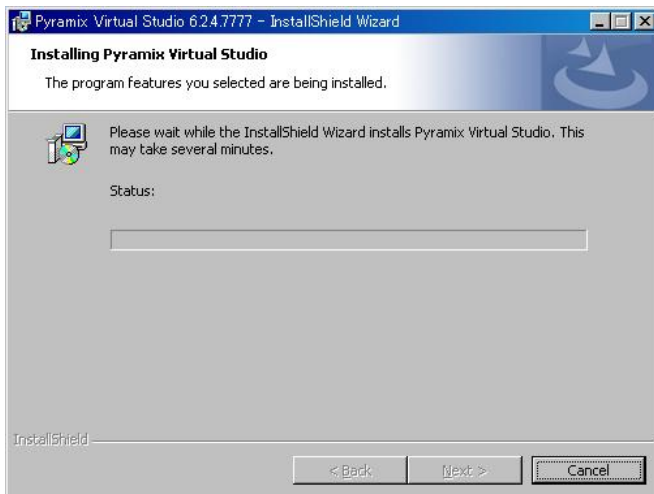 Pyramix Virtual Studio 6.2.4.7777 - InstallShield Wizard
Installing Pyramix Virtual Studio
The program features you selected are being installed.
Please wait while the InstallShield Wizard installs Pyramix Virtual Studio. This
may take several minutes.
Status:
InstallShield
< Back
Next >
Cancel